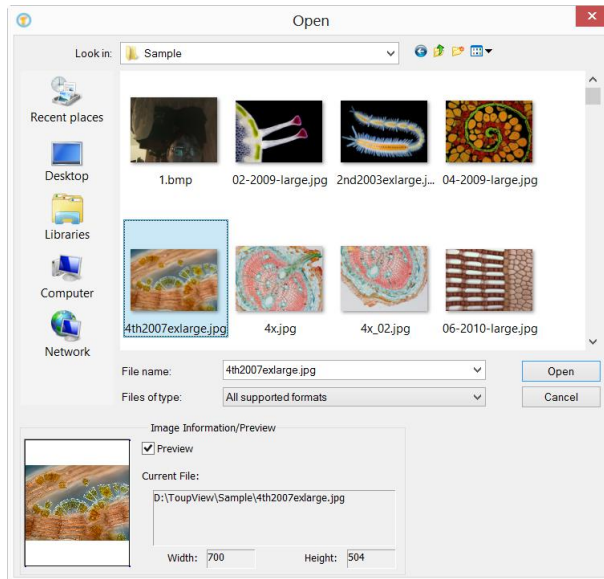 Open
Look in:
Sample
Recent places
Desktop
Libraries
Computer
Network
1.bmp
02-2009-large.jpg
2nd2003exlarge.j...
04-2009-large.jpg
4th2007exlarge.jpg
4x.jpg
4x_02.jpg
06-2010-large.jpg
File name:
4th2007exlarge.jpg
Open
Files of type:
All supported formats
Cancel
Image Information/Preview
Preview
Current File:
D:\ToupView\Sample\4th2007exlarge.jpg
Width: 700
Height: 504